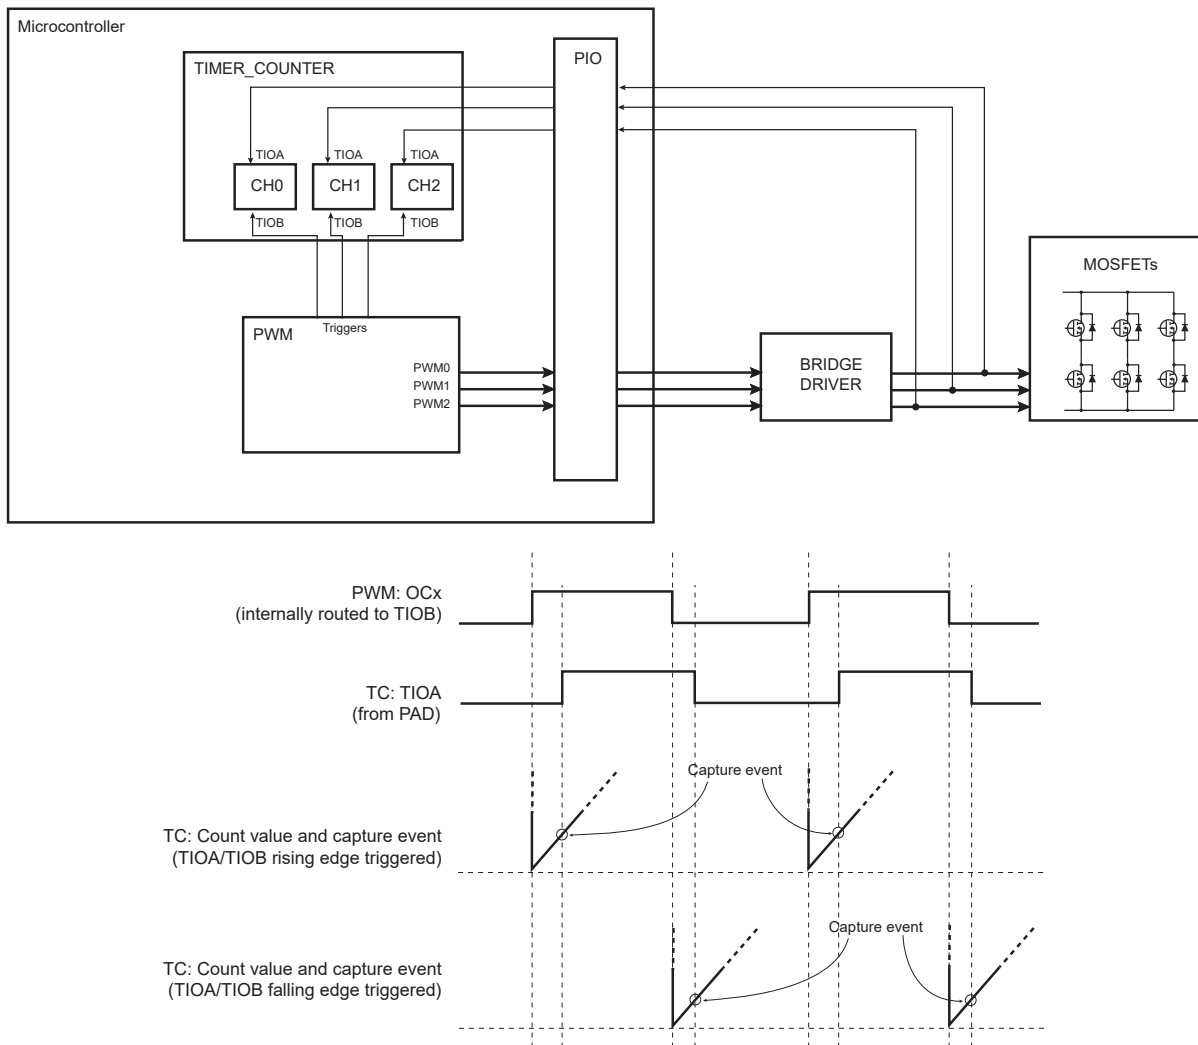 Microcontroller
PIO
TIMER_COUNTER
TIOA
TIOA
TIOA
CH0
CH1
CH2
TIOB
TIOB
TIOB
MOSFETs
Triggers
PWM
BRIDGE
DRIVER
PWM0
PWM1
PWM2
PWM: OCx
(internally routed to TIOB)
TC: TIOA
(from PAD)
Capture event
TC: Count value and capture event
(TIOA/TIOB rising edge triggered)
Capture event
TC: Count value and capture event
(TIOA/TIOB falling edge triggered)